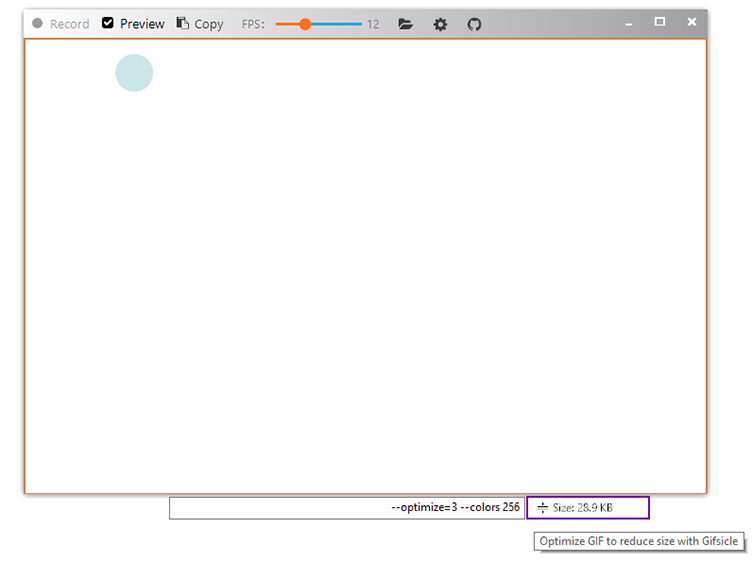 Record Preview Copy FPS: 12
--optimize=3 --colors 256 Size: 28.9 KB
Optimize GIF to reduce size with Gifsicle